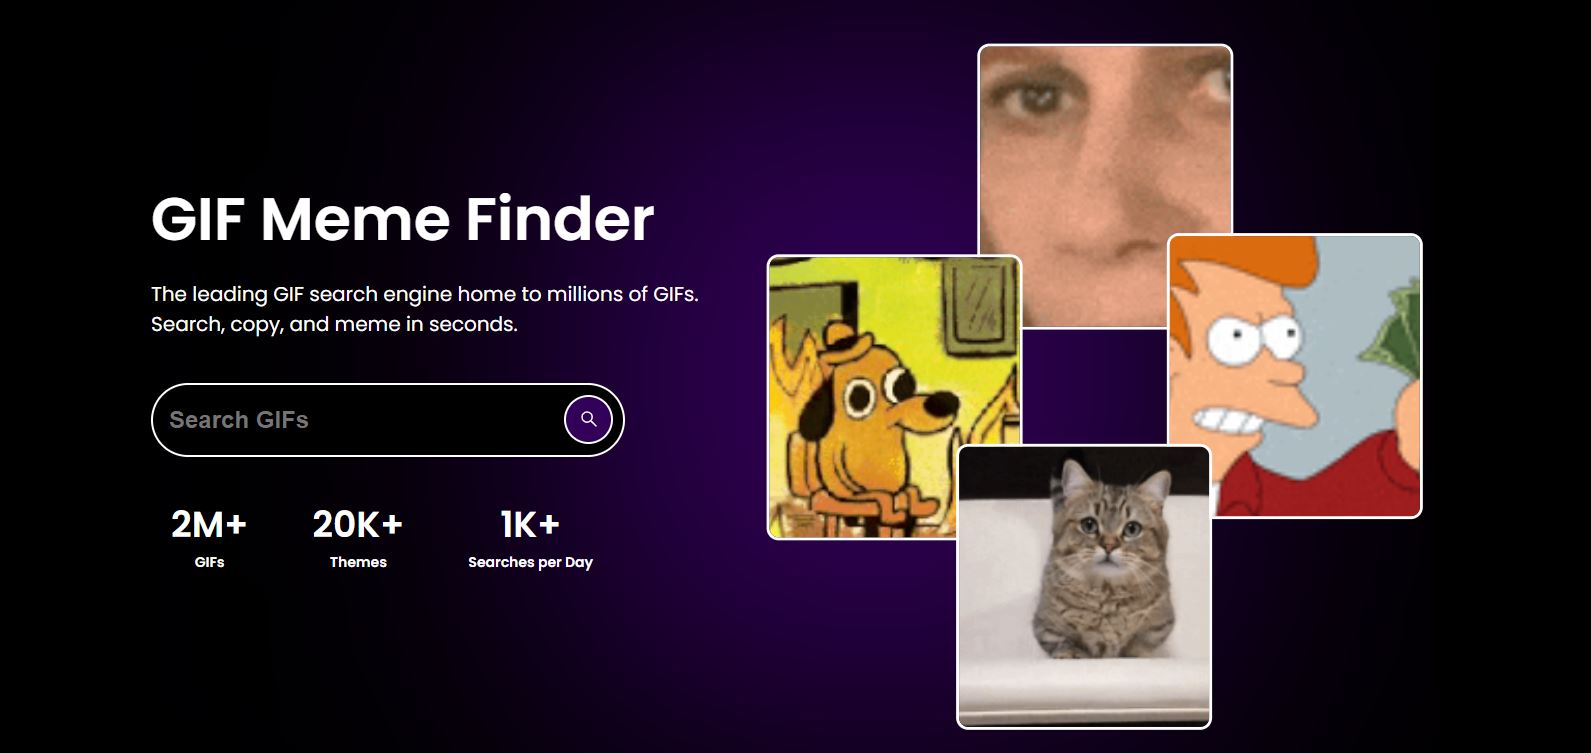 GIF Meme Finder
The leading GIF search engine home to millions of GIFs.
Search, copy, and meme in seconds.
Search GIFs
2M+
GIFs
20K+
Themes
1K+
Searches per Day